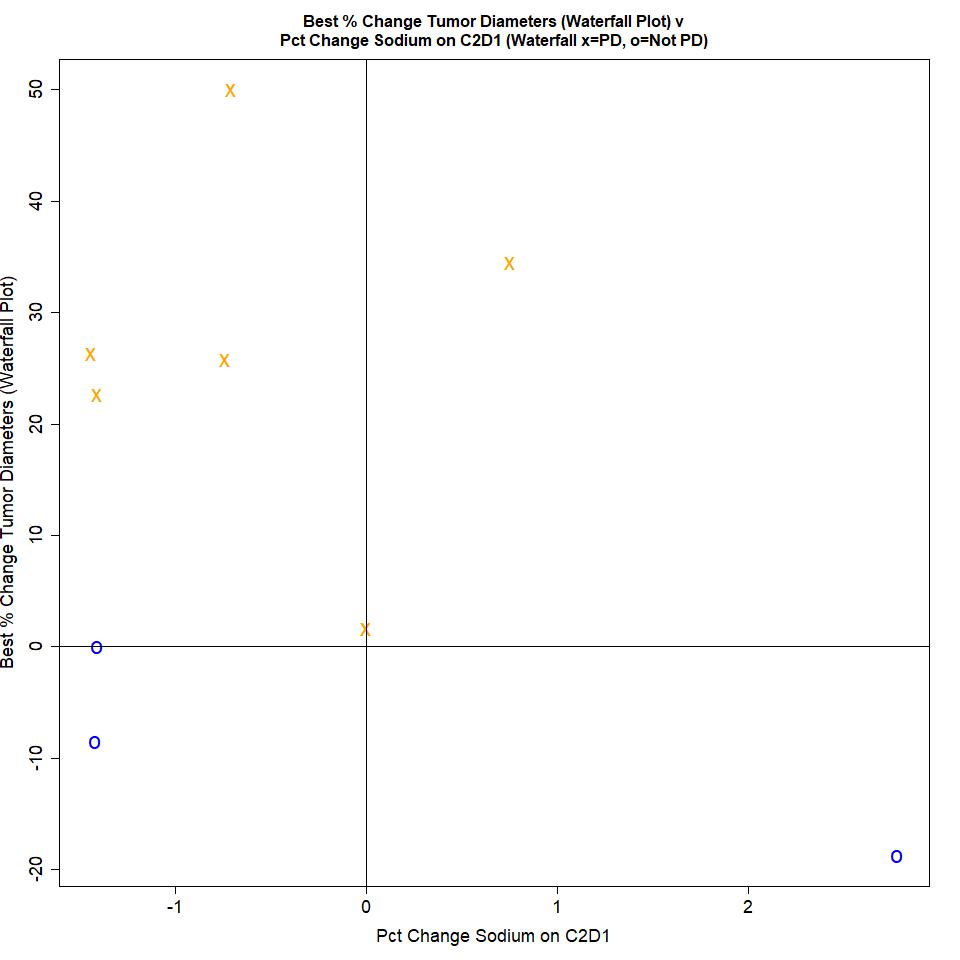 Best % Change Tumor Diameters (Waterfall Plot) v
Pct Change Sodium on C2D1 (Waterfall x=PD, o=Not PD)
Best % Change Tumor Diameters (Waterfall Plot)
50
40
30
20
10
0
-10
-20
X
X
X
X
X
X
O
O
O
-1
0
1
2
Pct Change Sodium on C2D1